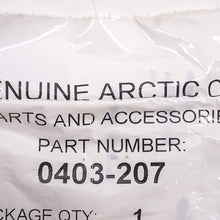 ENUINE ARCTIC C
ARTS AND ACCESSORIE
PART NUMBER:
0403-207
CKAGE QTY: 1